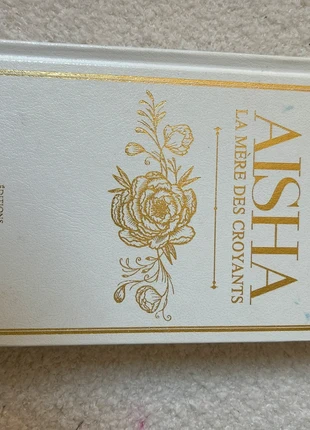 AISHA
LA MÈRE DES CROYANTS
ÉDITIONS